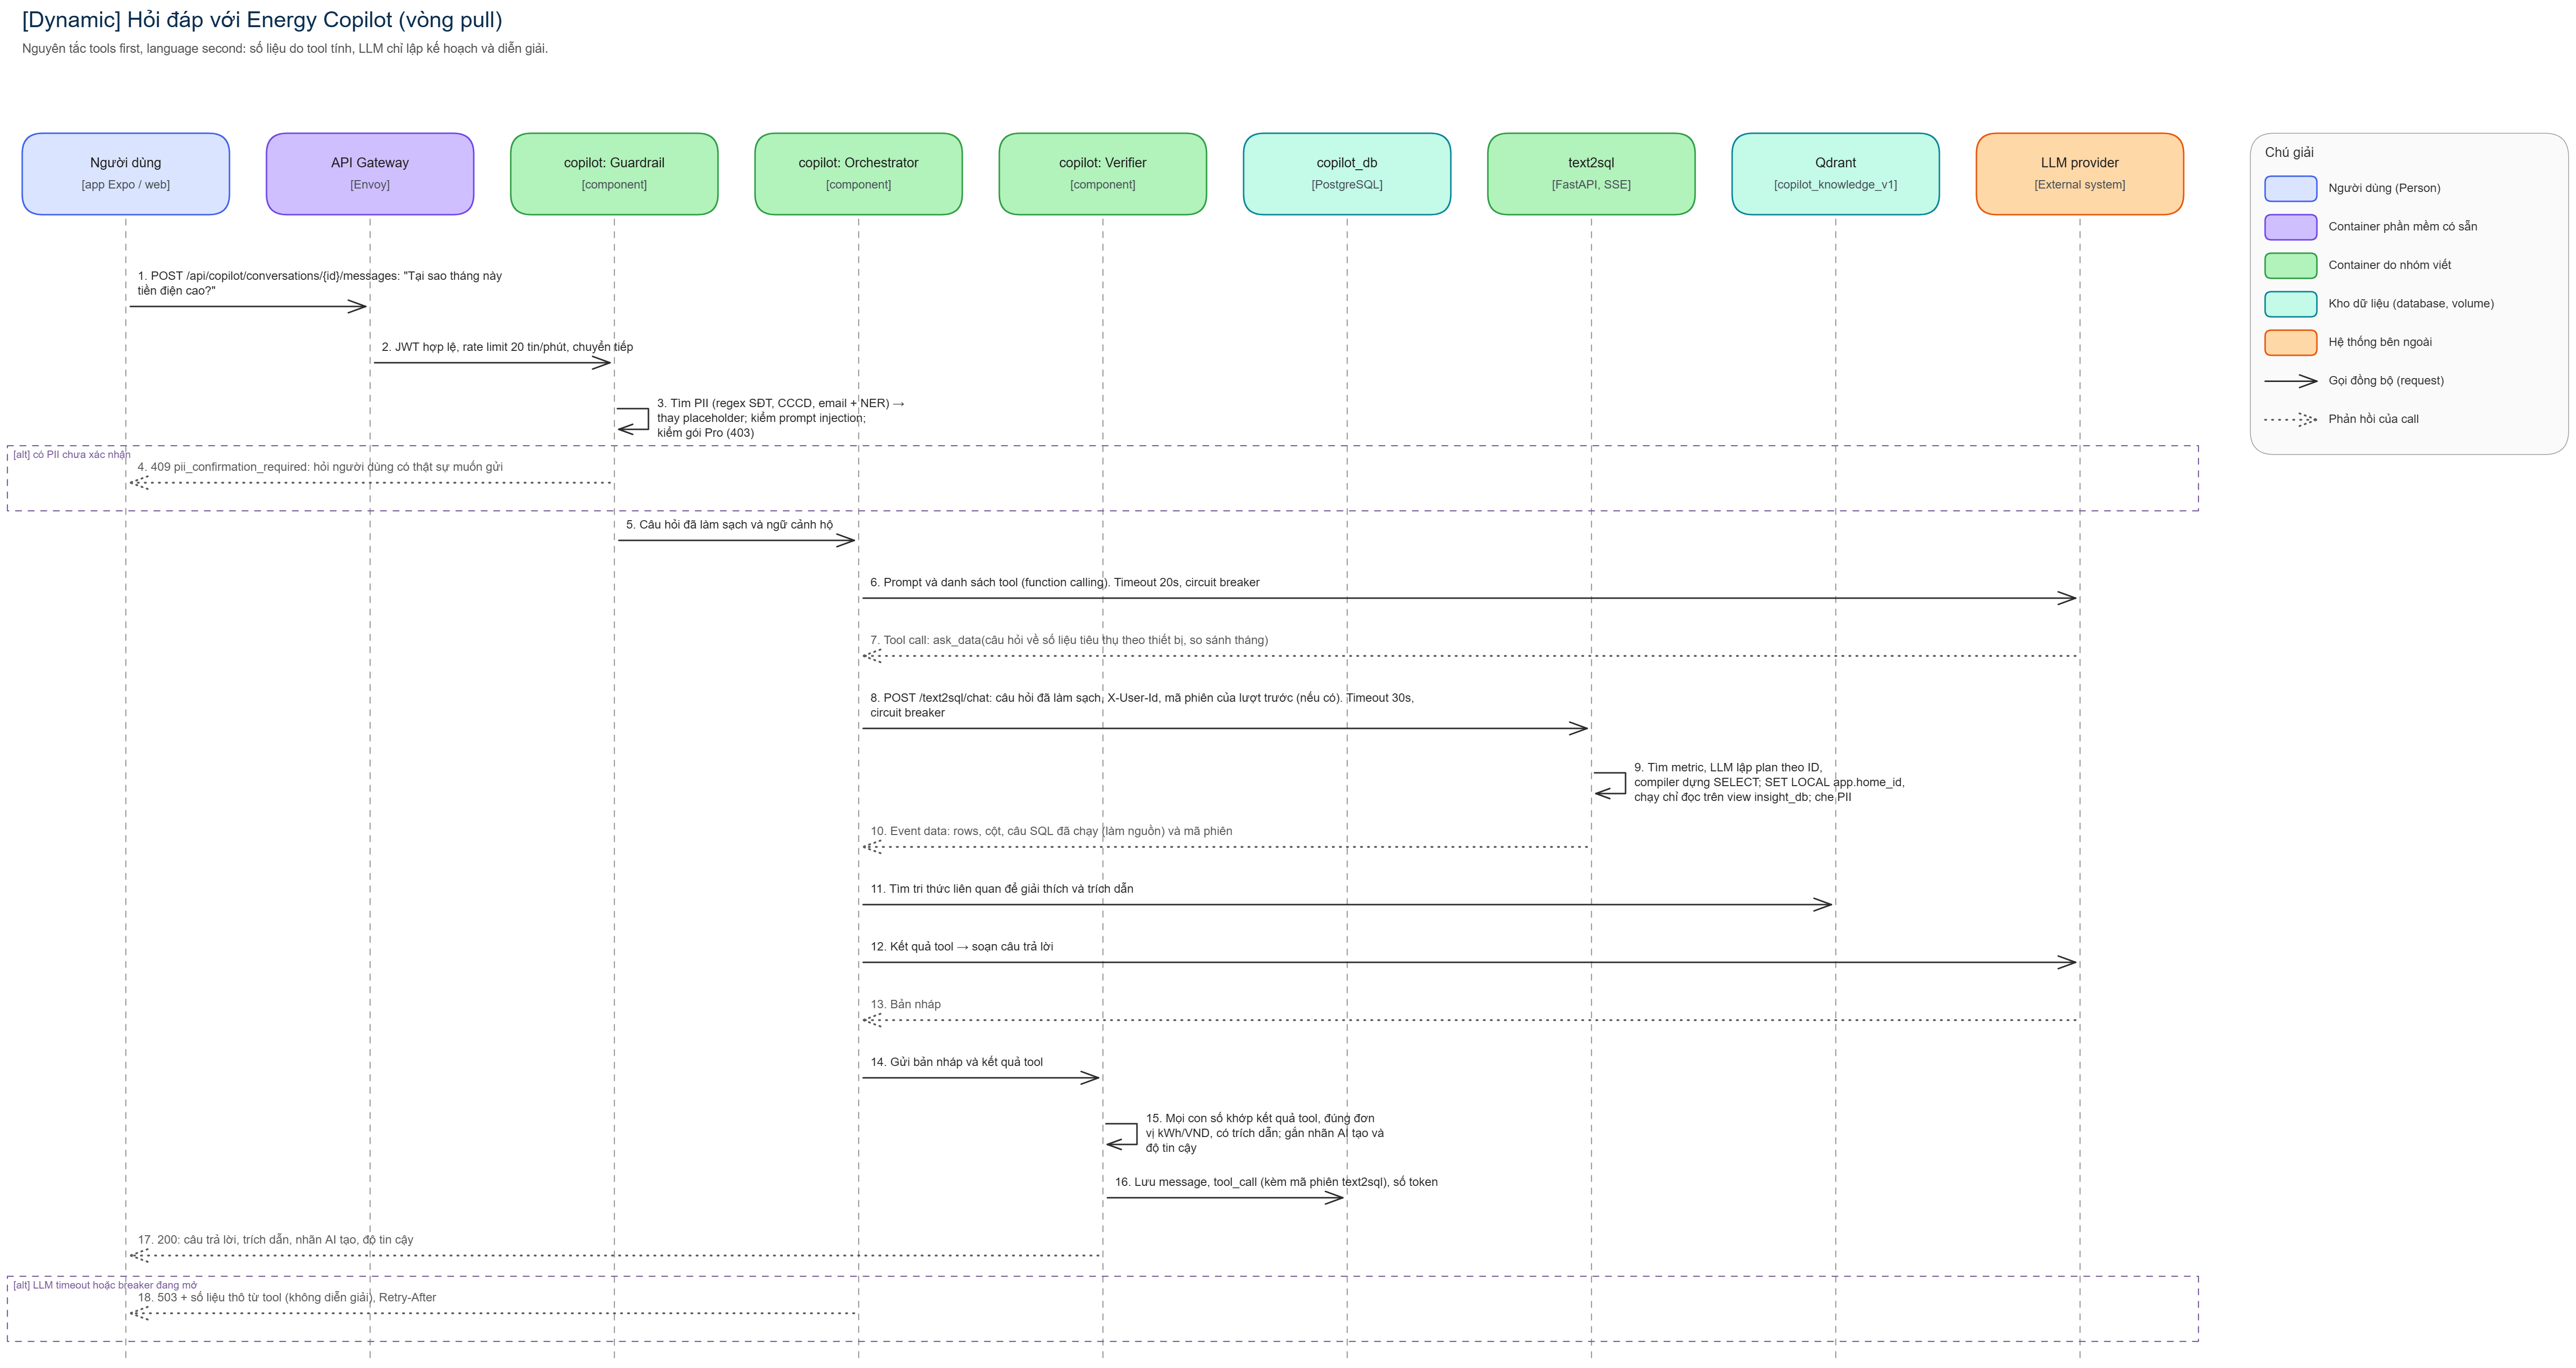 [Dynamic] Hỏi đáp với Energy Copilot (vòng pull)
Nguyên tắc tools first, language second: số liệu do tool tính, LLM chỉ lập kế hoạch và diễn giải.
Người dùng
[app Expo / web]
API Gateway
[Envoy]
copilot: Guardrail
[component]
copilot: Orchestrator
[component]
copilot: Verifier
[component]
copilot_db
[PostgreSQL]
text2sql
[FastAPI, SSE]
Qdrant
[copilot_knowledge_v1]
LLM provider
[External system]
Chú giải
Người dùng (Person)
Container phần mềm có sẵn
Container do nhóm viết
Kho dữ liệu (database, volume)
Hệ thống bên ngoài
Gọi đồng bộ (request)
Phản hồi của call
1. POST /api/copilot/conversations/{id}/messages: "Tại sao tháng này
tiền điện cao?"
2. JWT hợp lệ, rate limit 20 tin/phút, chuyển tiếp
3. Tìm PII (regex SĐT, CCCD, email + NER) →
thay placeholder; kiểm prompt injection;
kiểm gói Pro (403)
[alt] có PII chưa xác nhận
4. 409 pii_confirmation_required: hỏi người dùng có thật sự muốn gửi
5. Câu hỏi đã làm sạch và ngữ cảnh hộ
6. Prompt và danh sách tool (function calling). Timeout 20s, circuit breaker
7. Tool call: ask_data(câu hỏi về số liệu tiêu thụ theo thiết bị, so sánh tháng)
8. POST /text2sql/chat: câu hỏi đã làm sạch, X-User-Id, mã phiên của lượt trước (nếu có). Timeout 30s,
circuit breaker
9. Tìm metric, LLM lập plan theo ID,
compiler dựng SELECT; SET LOCAL app.home_id,
chạy chỉ đọc trên view insight_db; che PII
10. Event data: rows, cột, câu SQL đã chạy (làm nguồn) và mã phiên
11. Tìm tri thức liên quan để giải thích và trích dẫn
12. Kết quả tool → soạn câu trả lời
13. Bản nháp
14. Gửi bản nháp và kết quả tool
15. Mọi con số khớp kết quả tool, đúng đơn
vị kWh/VND, có trích dẫn; gắn nhãn AI tạo và
độ tin cậy
16. Lưu message, tool_call (kèm mã phiên text2sql), số token
17. 200: câu trả lời, trích dẫn, nhãn AI tạo, độ tin cậy
[alt] LLM timeout hoặc breaker đang mở
18. 503 + số liệu thô từ tool (không diễn giải), Retry-After